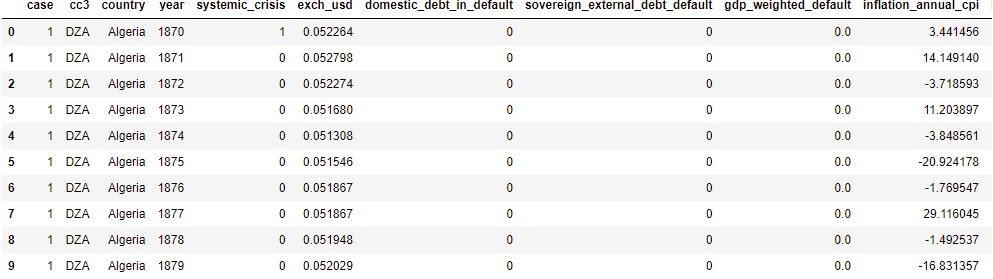 case cc3 country year systemic_crisis exch_usd domestic_debt_in_default sovereign_external_debt_default gdp_weighted_default inflation_annual_cpi
0 1 DZA Algeria 1870 1 0.052264 0 0 0.0 3.441456
1 1 DZA Algeria 1871 0 0.052798 0 0 0.0 14.149140
2 1 DZA Algeria 1872 0 0.052274 0 0 0.0 -3.718593
3 1 DZA Algeria 1873 0 0.051680 0 0 0.0 11.203897
4 1 DZA Algeria 1874 0 0.051308 0 0 0.0 -3.848561
5 1 DZA Algeria 1875 0 0.051546 0 0 0.0 -20.924178
6 1 DZA Algeria 1876 0 0.051867 0 0 0.0 -1.769547
7 1 DZA Algeria 1877 0 0.051867 0 0 0.0 29.116045
8 1 DZA Algeria 1878 0 0.051948 0 0 0.0 -1.492537
9 1 DZA Algeria 1879 0 0.052029 0 0 0.0 -16.831357